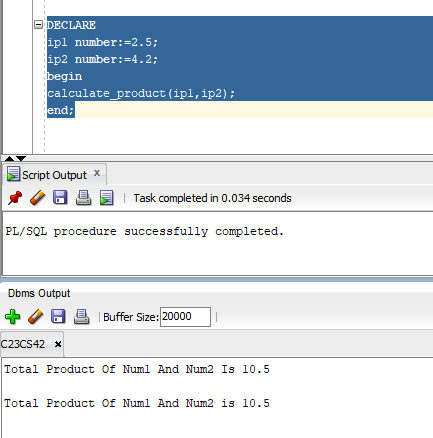 DECLARE
ip1 number:=2.5;
ip2 number:=4.2;
begin
calculate_product(ip1,ip2);
end;
Script Output x
Task completed in 0.034 seconds
PL/SQL procedure successfully completed.
Dbms Output
Buffer Size: 20000
C23CS42 x
Total Product Of Num1 And Num2 Is 10.5
Total Product Of Num1 And Num2 is 10.5